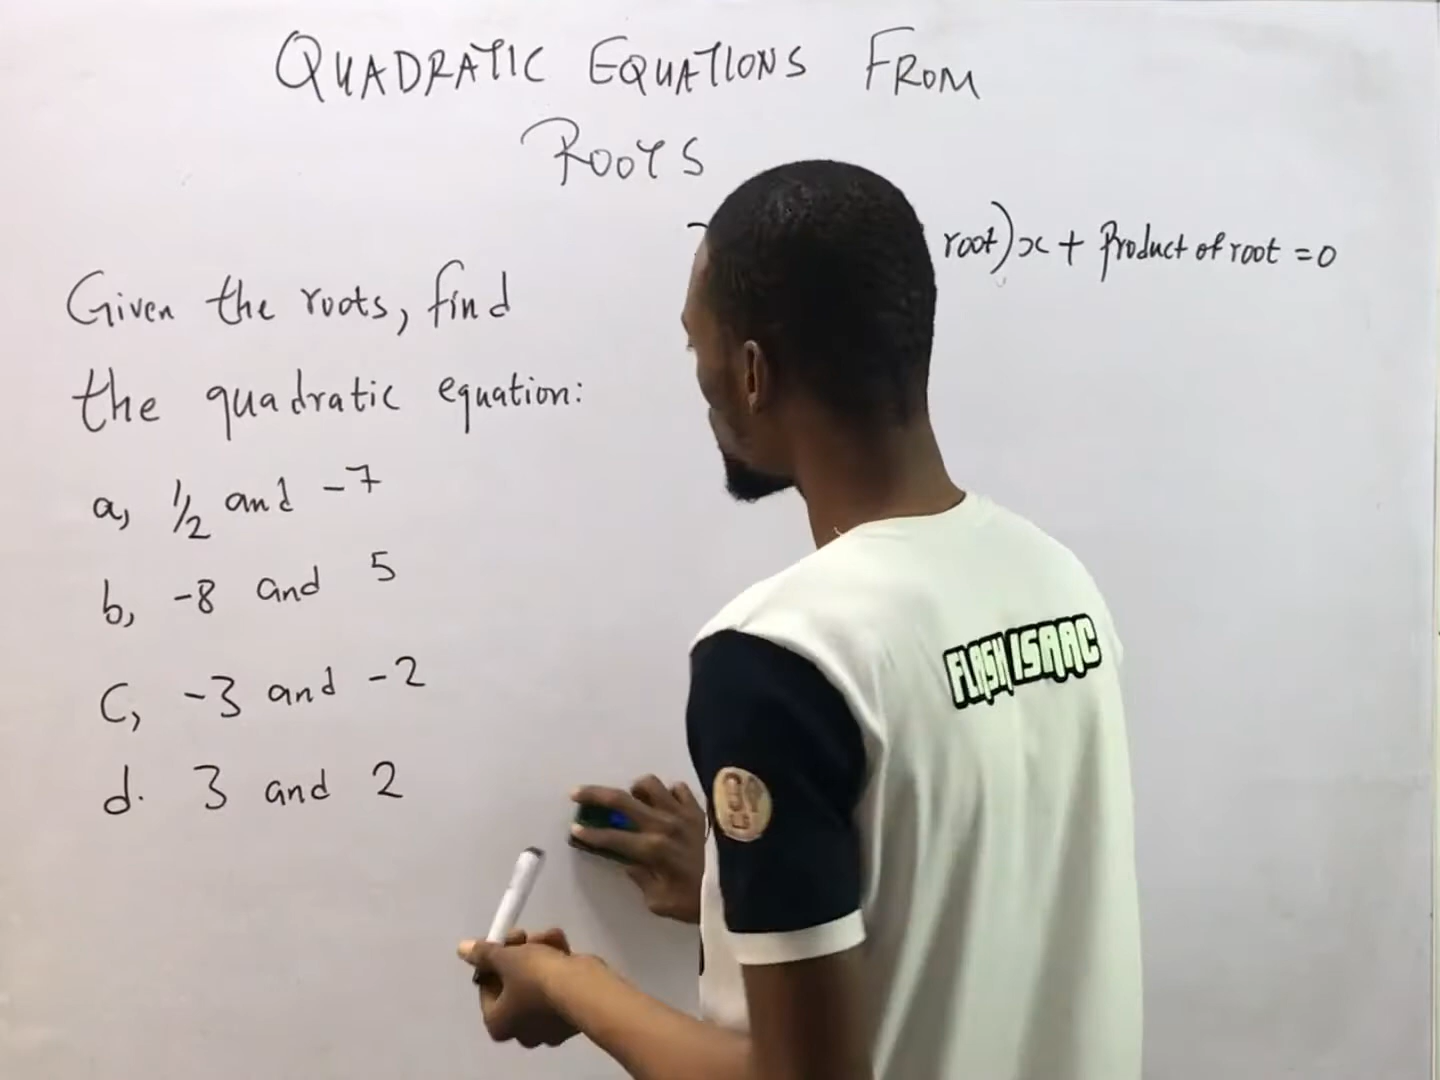 QUADRATIC EQUATIONS FROM
ROOTS
root)x + Product of root = 0
Given the roots, find
the quadratic equation:
a, 1/2 and -7
b, -8 and 5
C, -3 and -2
d. 3 and 2
FLASH ISAAC